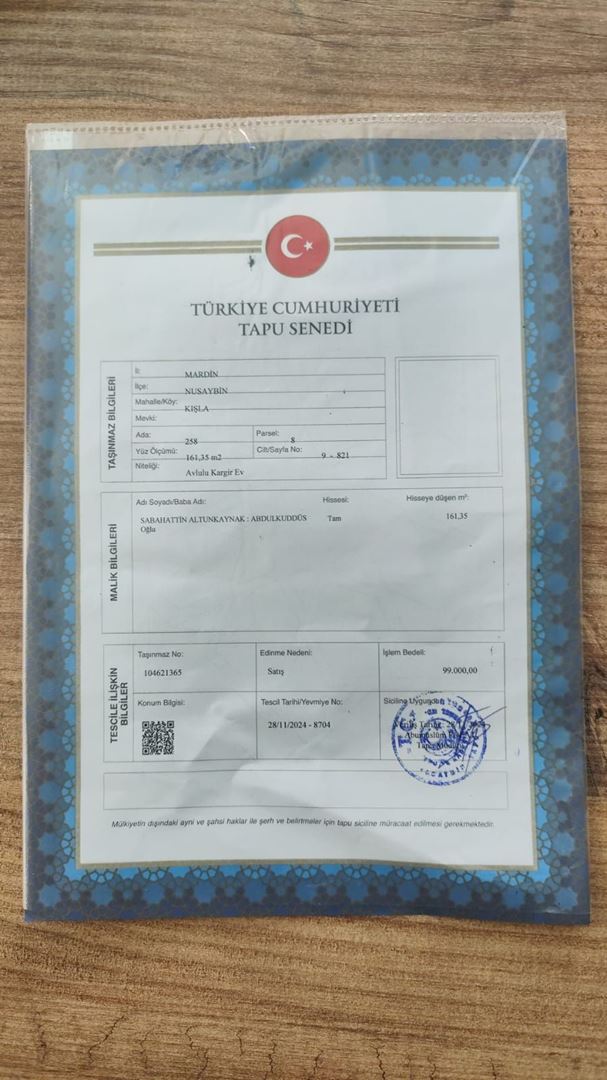 TÜRKİYE CUMHURİYETİ
TAPU SENEDİ
TAŞINMAZ BİLGİLERİ
İl: MARDİN
İlçe: NUSAYBİN
Mahalle/Köy: KIŞLA
Mevki:
Ada: 258 Parsel: 8
Yüz Ölçümü: 161,35 m2 Cilt/Sayfa No: 9 - 821
Niteliği: Avlulu Kargir Ev
MALİK BİLGİLERİ
Adı Soyadı/Baba Adı: Hissesi: Hisseye düşen m²:
SABAHATTİN ALTUNKAYNAK : ABDULKUDDÜS Tam 161,35
Oğlu
TESCİLE İLİŞKİN
BİLGİLER
Taşınmaz No: Edinme Nedeni: İşlem Bedeli:
104621365 Satış 99.000,00
Konum Bilgisi: Tescil Tarihi/Yevmiye No: Siciline Uygundur
28/11/2024 - 8704
Mülkiyetin dışındaki ayni ve şahsi haklar ile şerh ve belirtmeler için tapu siciline müracaat edilmesi gerekmektedir.